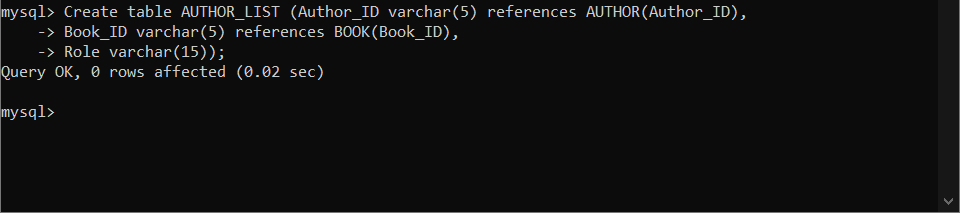 mysql> Create table AUTHOR_LIST (Author_ID varchar(5) references AUTHOR(Author_ID),
    -> Book_ID varchar(5) references BOOK(Book_ID),
    -> Role varchar(15));
Query OK, 0 rows affected (0.02 sec)
mysql>